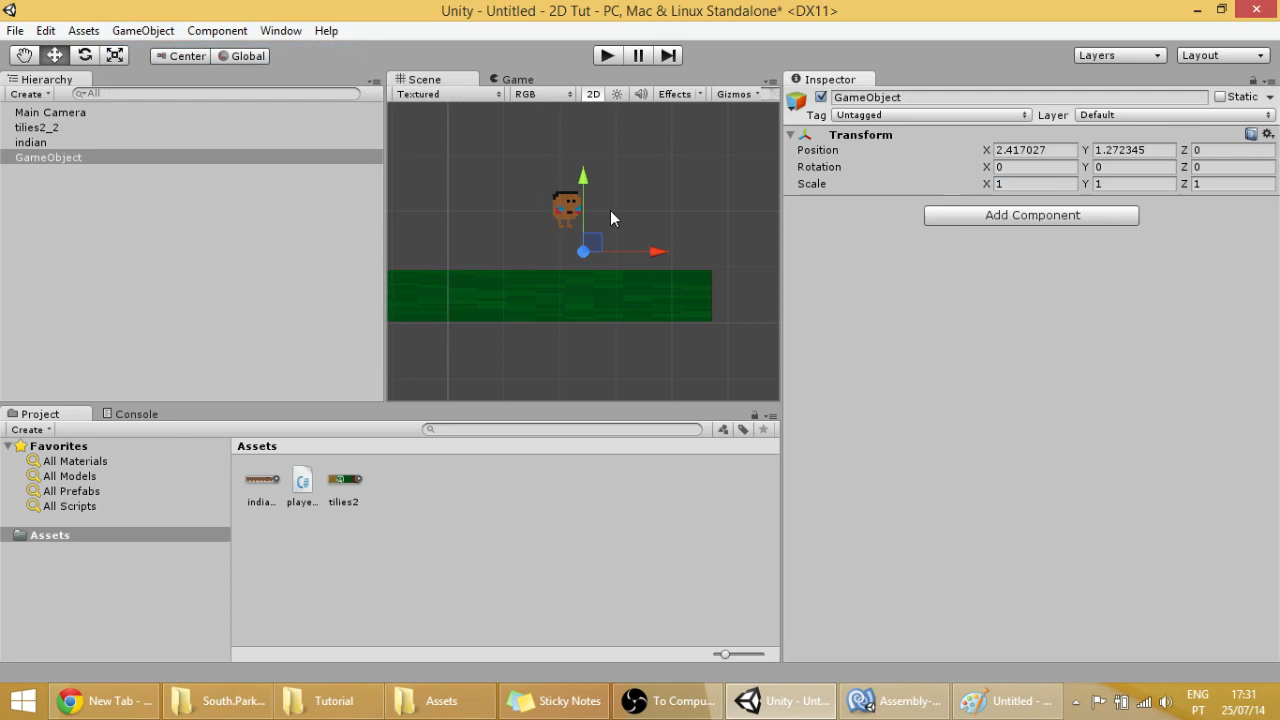 Unity - Untitled - 2D Tut - PC, Mac & Linux Standalone* <DX11>
File Edit Assets GameObject Component Window Help
Center Global Layers Layout
Hierarchy
Create All
Main Camera
tilies2_2
indian
GameObject
Scene Game
Textured RGB 2D Effects Gizmos
Inspector
GameObject Static
Tag Untagged Layer Default
Transform
Position X 2.417027 Y 1.272345 Z 0
Rotation X 0 Y 0 Z 0
Scale X 1 Y 1 Z 1
Add Component
Project Console
Create
Favorites
All Materials
All Models
All Prefabs
All Scripts
Assets
Assets
india... playe... tilies2
C#
New Tab - ... South.Park... Tutorial Assets Sticky Notes To Compu... Unity - Unt... Assembly-... Untitled - ...
ENG 17:31
PT 25/07/14